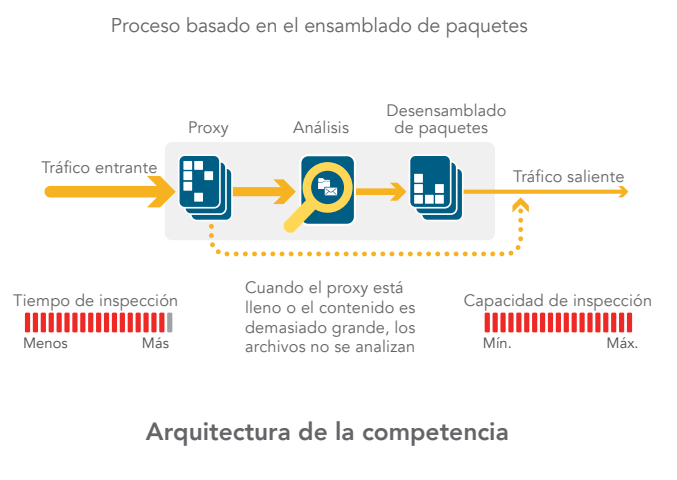 Proceso basado en el ensamblado de paquetes
Proxy
Análisis
Desensamblado
de paquetes
Tráfico entrante
Tráfico saliente
Cuando el proxy está
lleno o el contenido es
demasiado grande, los
archivos no se analizan
Tiempo de inspección
Menos
Más
Capacidad de inspección
Mín.
Máx.
Arquitectura de la competencia